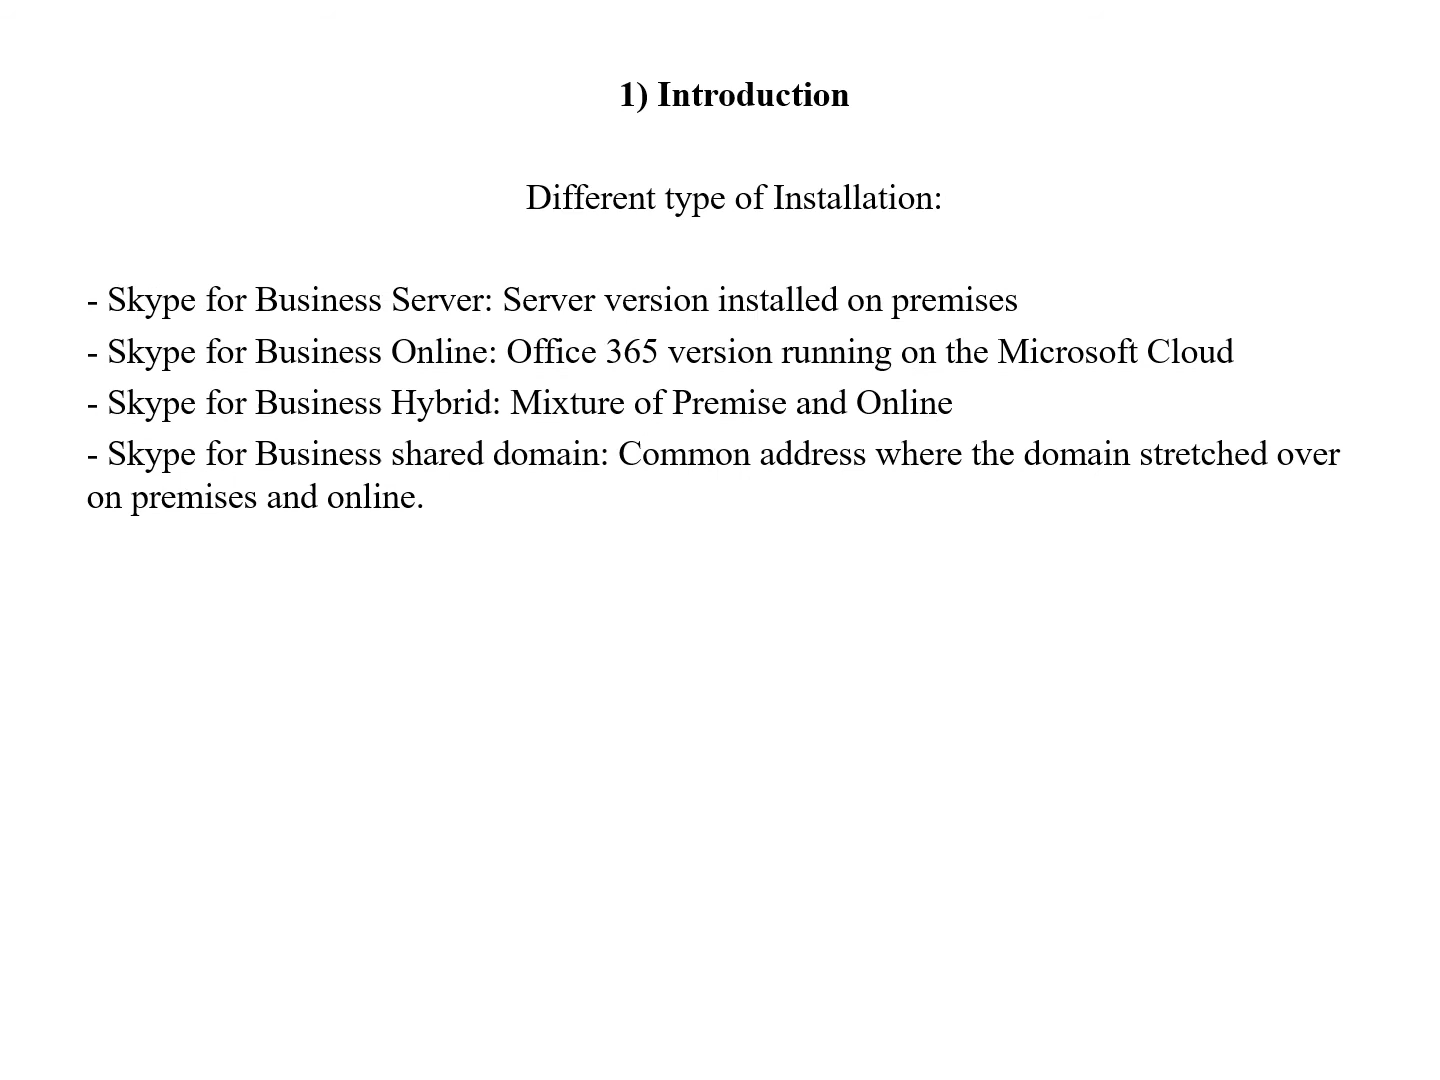 1) Introduction
Different type of Installation:
- Skype for Business Server: Server version installed on premises
- Skype for Business Online: Office 365 version running on the Microsoft Cloud
- Skype for Business Hybrid: Mixture of Premise and Online
- Skype for Business shared domain: Common address where the domain stretched over
on premises and online.